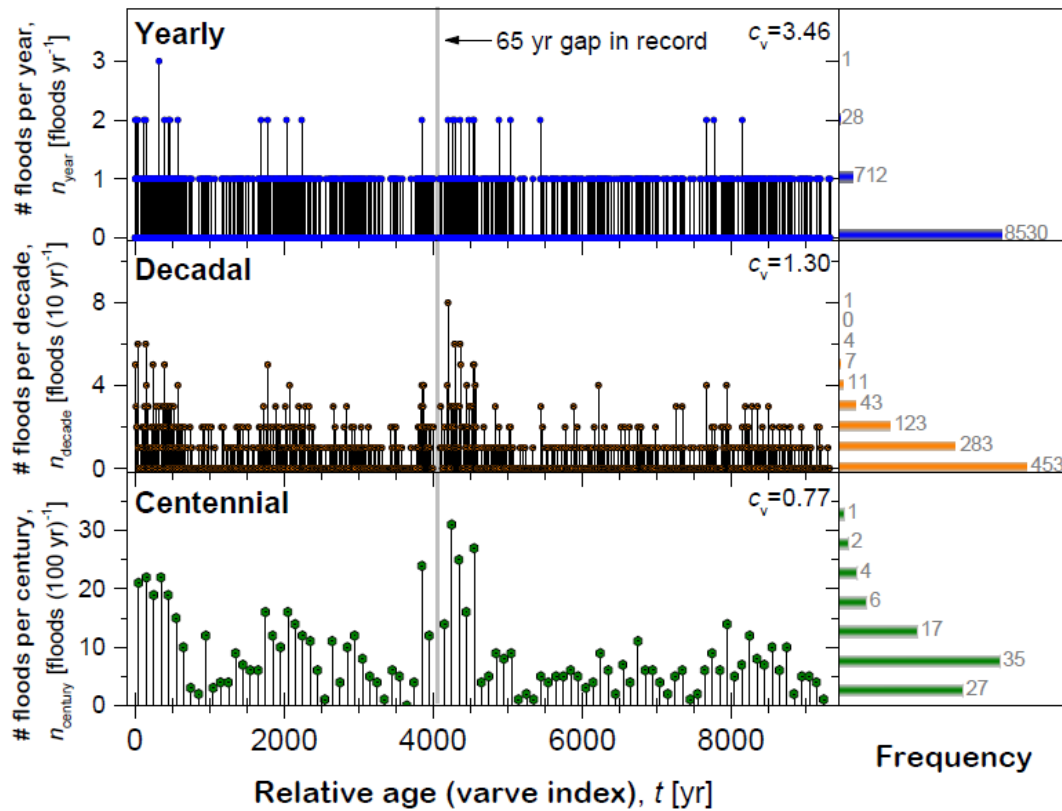 Yearly
65 yr gap in record
cv=3.46
# floods per year,
nyear [floods yr-1]
3
2
1
0
1
28
712
8530
Decadal
cv=1.30
# floods per decade,
ndecade [floods (10 yr)-1]
8
4
0
1
0
4
7
11
43
123
283
453
Centennial
cv=0.77
# floods per century,
ncentury [floods (100 yr)-1]
30
20
10
0
1
2
4
6
17
35
27
0 2000 4000 6000 8000
Relative age (varve index), t [yr]
Frequency